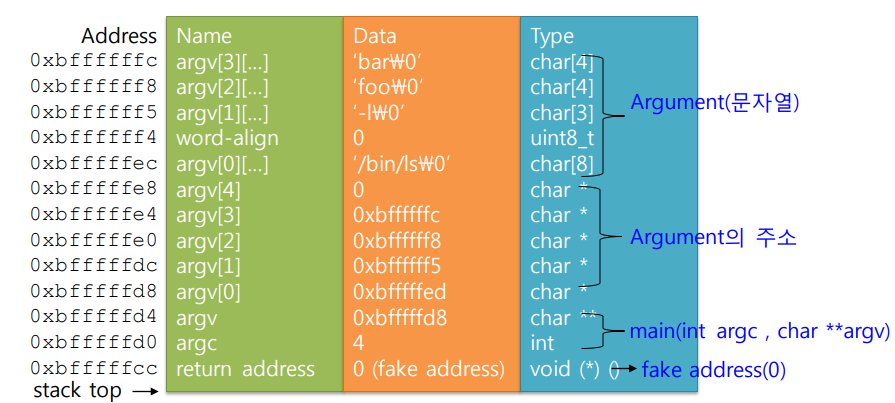 Address Name Data Type
0xbffffffc argv[3][...] ‘bar₩0’ char[4]
0xbffffff8 argv[2][...] ‘foo₩0’ char[4]
Argument(문자열)
0xbffffff5 argv[1][...] ‘-l₩0’ char[3]
0xbffffff4 word-align 0 uint8_t
0xbfffffec argv[0][...] ‘/bin/ls₩0’ char[8]
0xbfffffe8 argv[4] 0 char *
0xbfffffe4 argv[3] 0xbffffffc char *
0xbfffffe0 argv[2] 0xbffffff8 char *
Argument의 주소
0xbfffffdc argv[1] 0xbffffff5 char *
0xbfffffd8 argv[0] 0xbfffffed char *
0xbfffffd4 argv 0xbfffffd8 char **
main(int argc , char **argv)
0xbfffffd0 argc 4 int
0xbfffffcc return address 0 (fake address) void (*) () fake address(0)
stack top